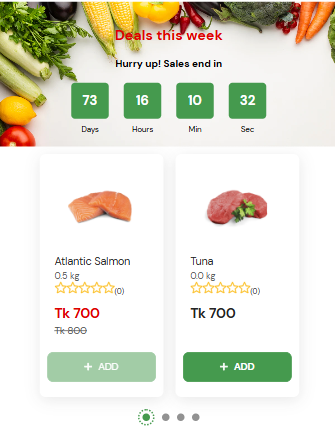 Deals this week
Hurry up! Sales end in
73 16 10 32
Days Hours Min Sec
Atlantic Salmon
0.5 kg
(0)
Tk 700
Tk 800
+ ADD
Tuna
0.0 kg
(0)
Tk 700
+ ADD